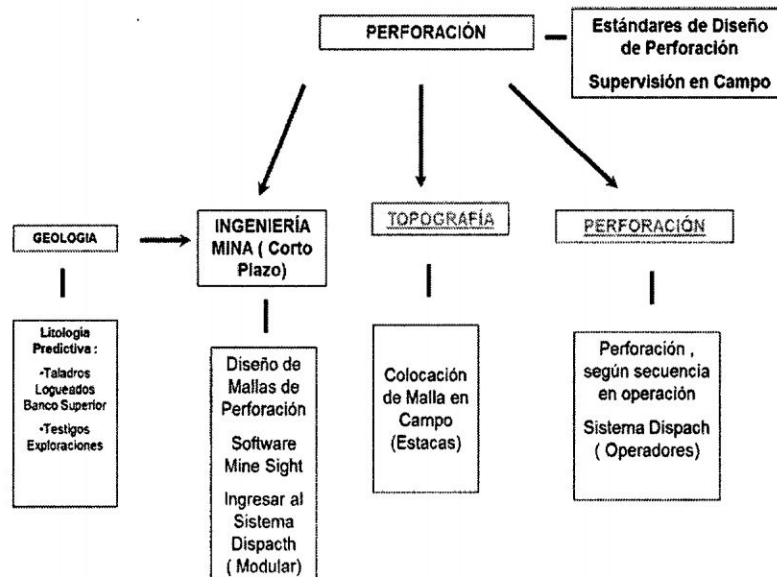 PERFORACIÓN
Estándares de Diseño
de Perforación
Supervisión en Campo
GEOLOGIA
INGENIERÍA
MINA ( Corto
Plazo)
TOPOGRAFÍA
PERFORACIÓN
Litología
Predictiva :
•Taladros
Logueados
Banco Superior
•Testigos
Exploraciones
Diseño de
Mallas de
Perforación
Software
Mine Sight
Ingresar al
Sistema
Dispacth
( Modular)
Colocación
de Malla en
Campo
(Estacas)
Perforación ,
según secuencia
en operación
Sistema Dispach
( Operadores)